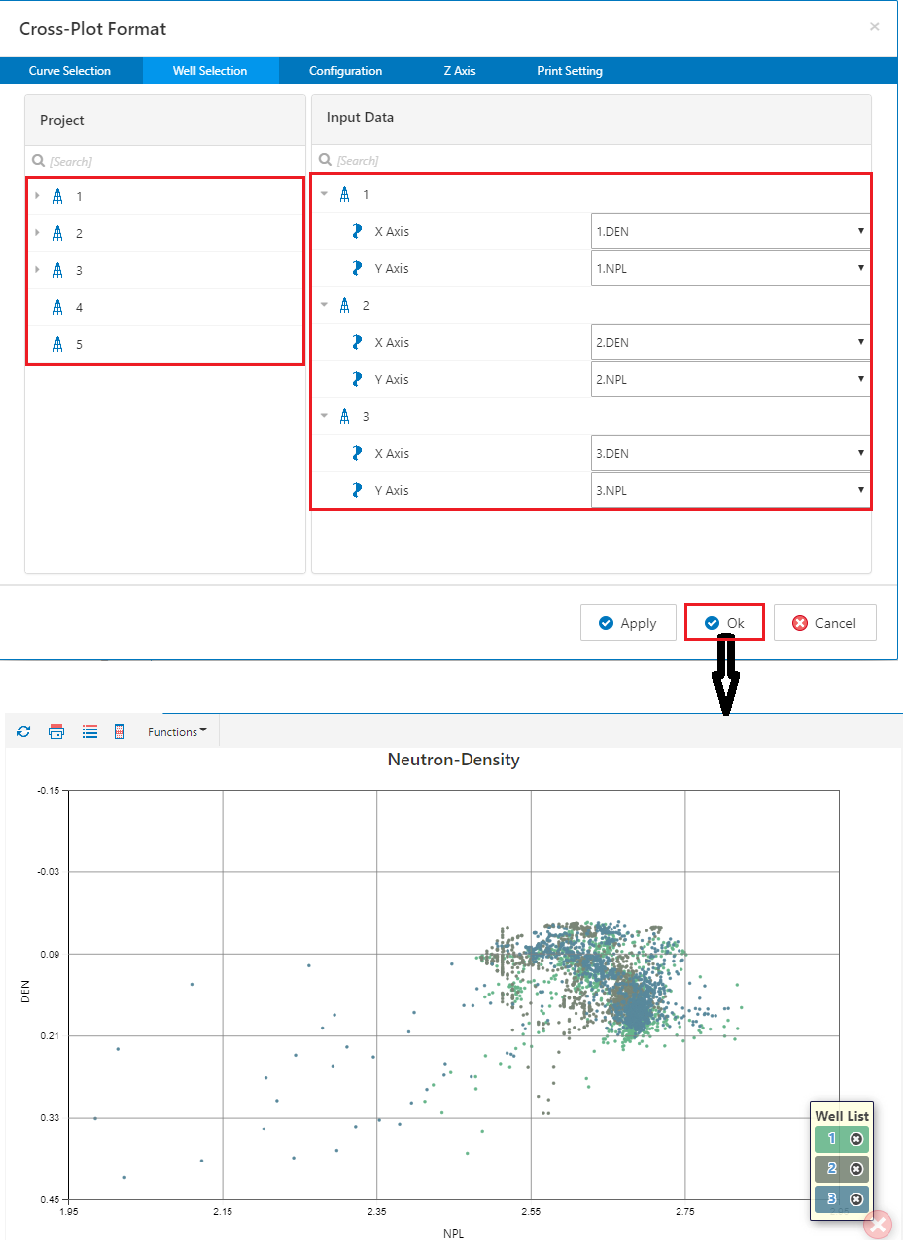 Cross-Plot Format
Curve Selection Well Selection Configuration Z Axis Print Setting
Project
[Search]
1
2
3
4
5
Input Data
[Search]
1
X Axis 1.DEN
Y Axis 1.NPL
2
X Axis 2.DEN
Y Axis 2.NPL
3
X Axis 3.DEN
Y Axis 3.NPL
Apply Ok Cancel
Functions
Neutron-Density
-0.15
-0.03
0.09
0.21
0.33
0.45
DEN
1.95 2.15 2.35 2.55 2.75 2.95
NPL
Well List
1
2
3